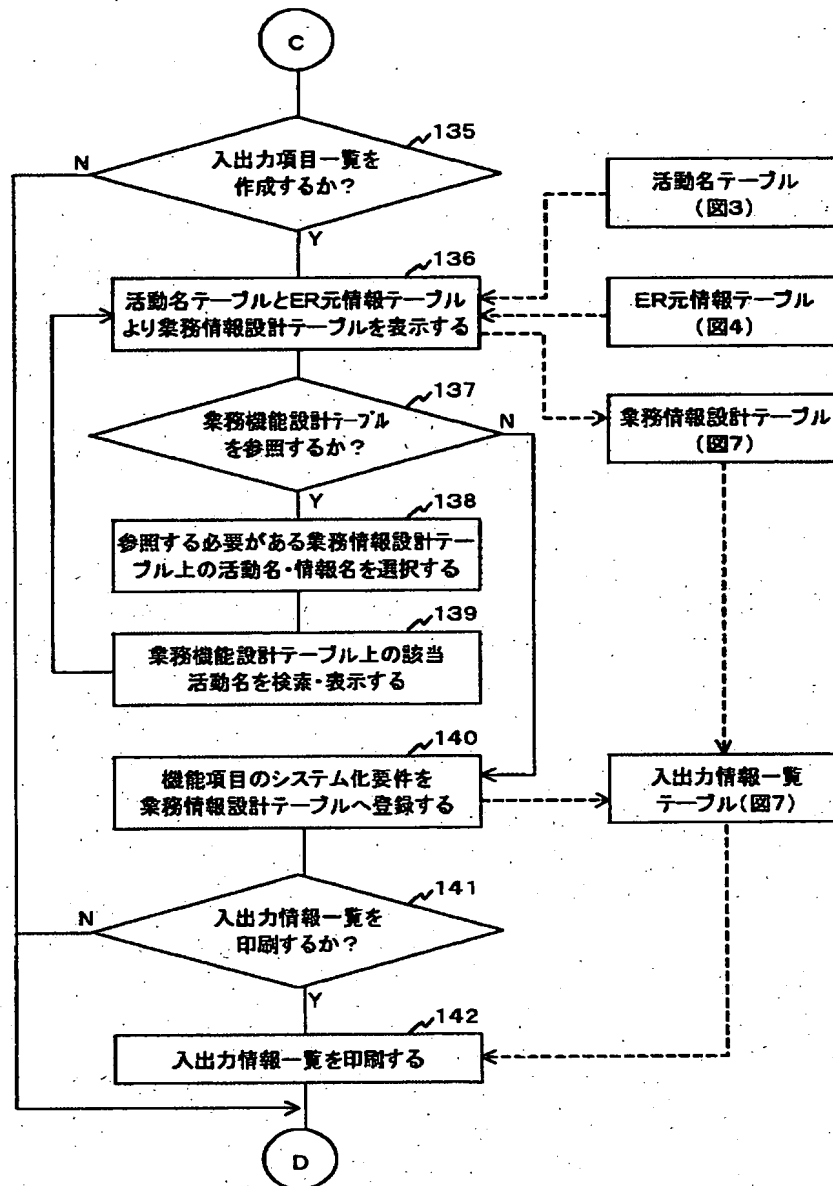 C
135
入出力項目一覧を
作成するか?
N
Y
活動名テーブル
(図3)
136
活動名テーブルとER元情報テーブル
より業務情報設計テーブルを表示する
ER元情報テーブル
(図4)
137
業務機能設計テーブル
を参照するか?
N
Y
業務情報設計テーブル
(図7)
138
参照する必要がある業務情報設計テー
ブル上の活動名・情報名を選択する
139
業務機能設計テーブル上の該当
活動名を検索・表示する
140
機能項目のシステム化要件を
業務情報設計テーブルへ登録する
入出力情報一覧
テーブル(図7)
141
入出力情報一覧を
印刷するか?
N
Y
142
入出力情報一覧を印刷する
D